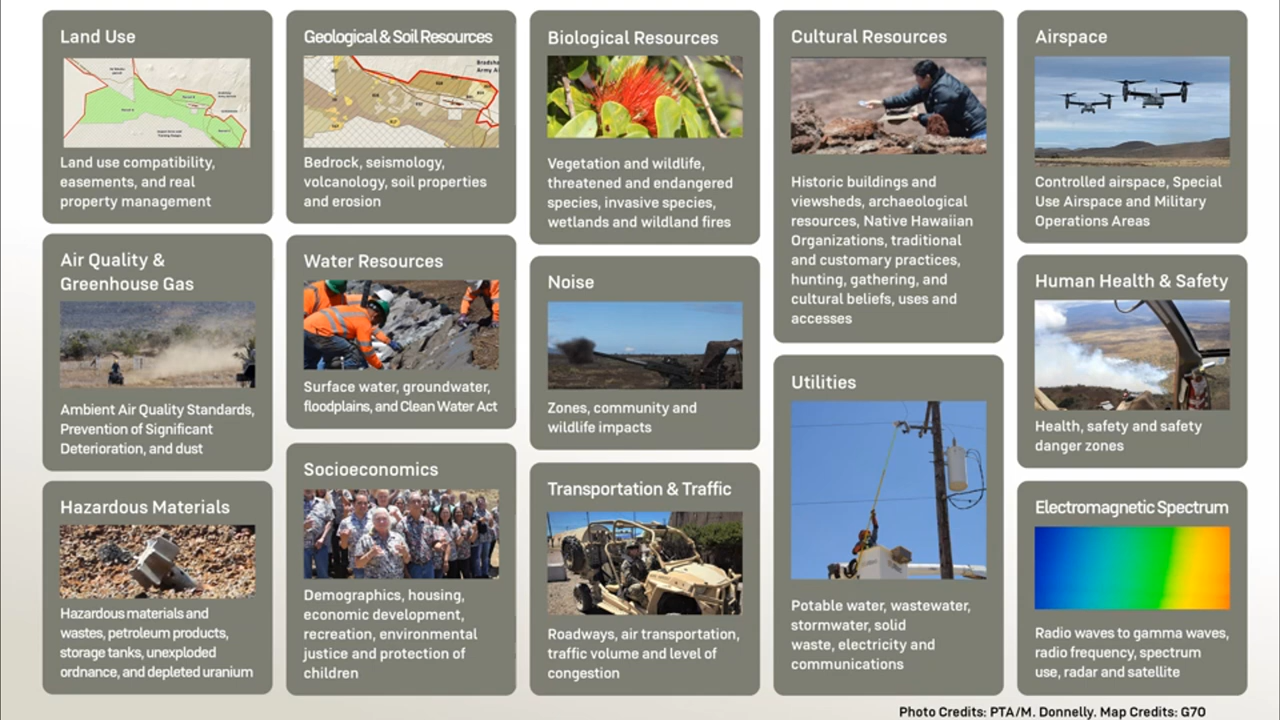 Land Use
Land use compatibility,
easements, and real
property management
Air Quality &
Greenhouse Gas
Ambient Air Quality Standards,
Prevention of Significant
Deterioration, and dust
Hazardous Materials
Hazardous materials and
wastes, petroleum products,
storage tanks, unexploded
ordnance, and depleted uranium
Geological & Soil Resources
Bedrock, seismology,
volcanology, soil properties
and erosion
Water Resources
Surface water, groundwater,
floodplains, and Clean Water Act
Socioeconomics
Demographics, housing,
economic development,
recreation, environmental
justice and protection of
children
Biological Resources
Vegetation and wildlife,
threatened and endangered
species, invasive species,
wetlands and wildland fires
Noise
Zones, community and
wildlife impacts
Transportation & Traffic
Roadways, air transportation,
traffic volume and level of
congestion
Cultural Resources
Historic buildings and
viewsheds, archaeological
resources, Native Hawaiian
Organizations, traditional
and customary practices,
hunting, gathering, and
cultural beliefs, uses and
accesses
Utilities
Potable water, wastewater,
stormwater, solid
waste, electricity and
communications
Airspace
Controlled airspace, Special
Use Airspace and Military
Operations Areas
Human Health & Safety
Health, safety and safety
danger zones
Electromagnetic Spectrum
Radio waves to gamma waves,
radio frequency, spectrum
use, radar and satellite
Photo Credits: PTA/M. Donnelly. Map Credits: G70